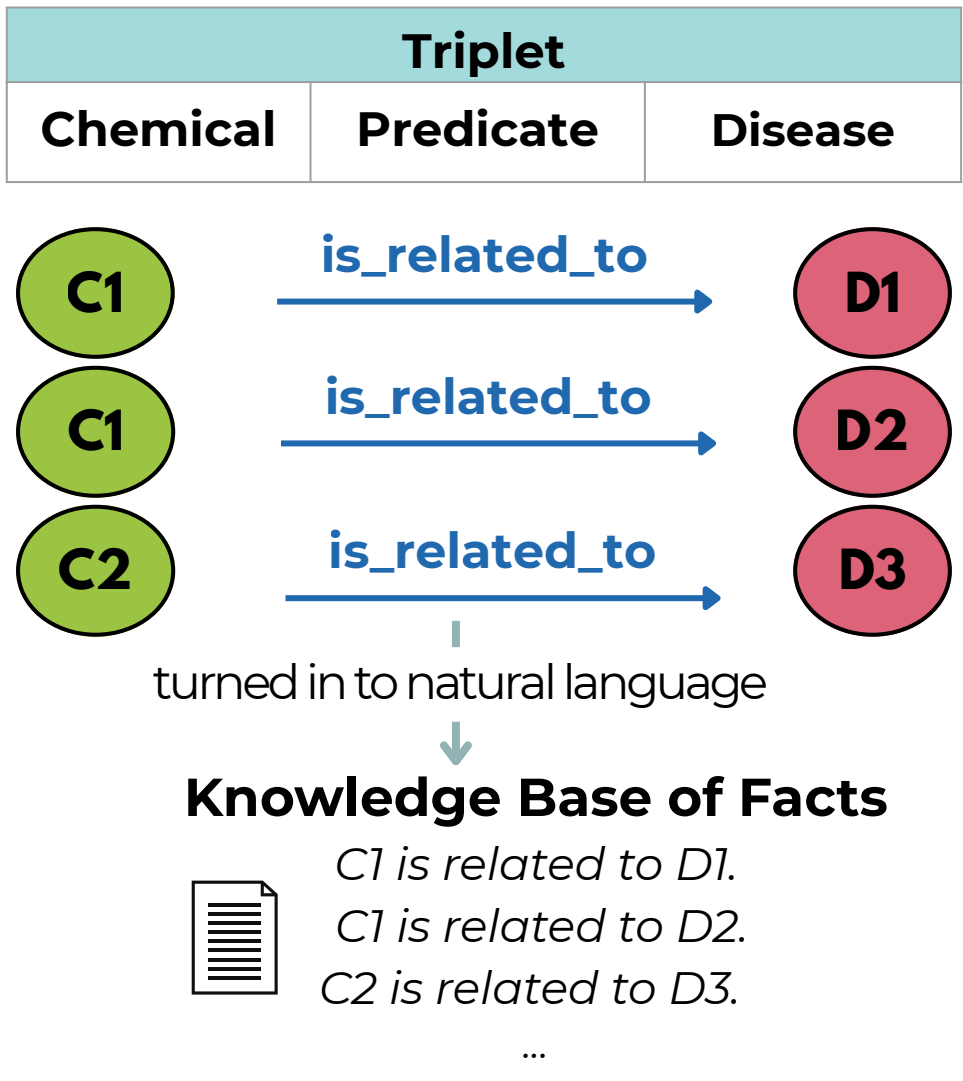 Triplet
Chemical Predicate Disease
C1 is_related_to D1
C1 is_related_to D2
C2 is_related_to D3
turned in to natural language
Knowledge Base of Facts
C1 is related to D1.
C1 is related to D2.
C2 is related to D3.
...